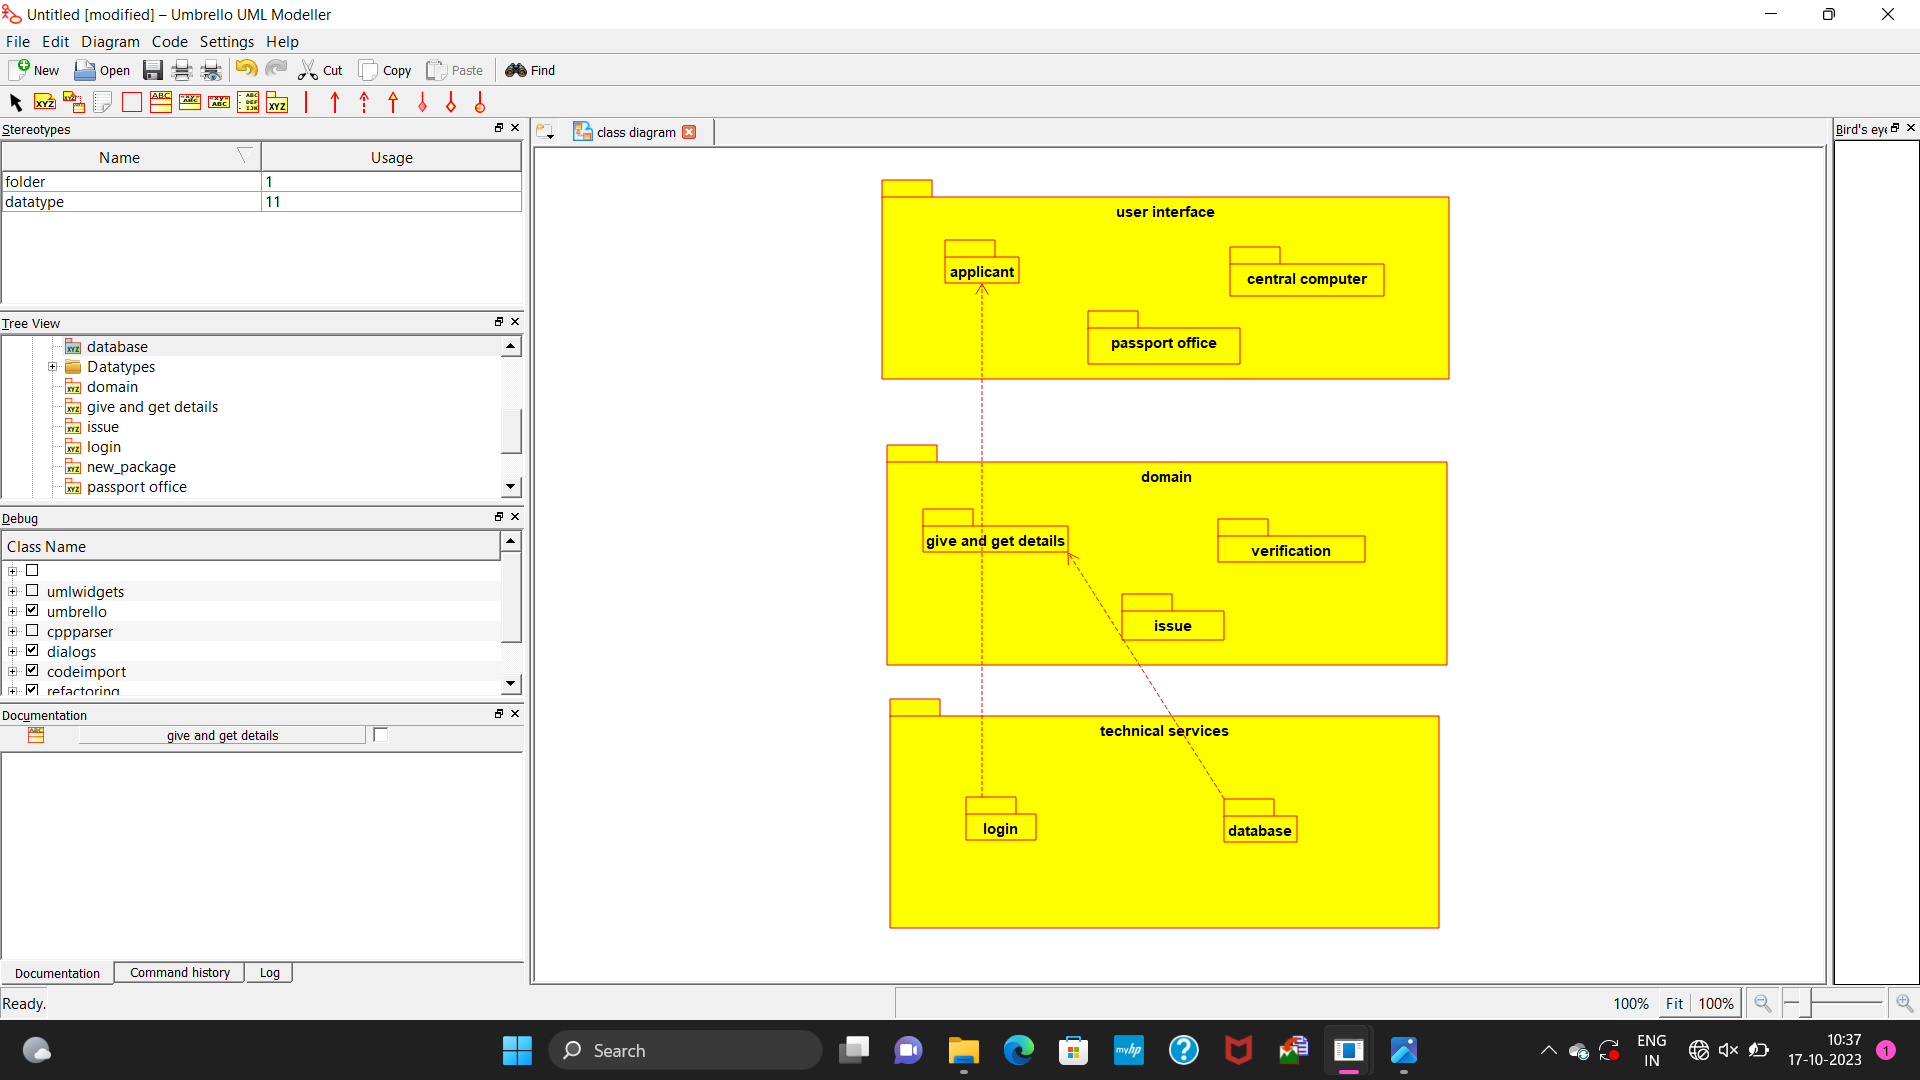 Untitled [modified] – Umbrello UML Modeller
File Edit Diagram Code Settings Help
New Open Cut Copy Paste Find
Stereotypes
Name Usage
folder 1
datatype 11
Tree View
database
Datatypes
domain
give and get details
issue
login
new_package
passport office
Debug
Class Name
umlwidgets
umbrello
cppparser
dialogs
codeimport
refactoring
Documentation
give and get details
Documentation Command history Log
Ready.
class diagram
user interface
applicant
central computer
passport office
domain
give and get details
verification
issue
technical services
login
database
Bird's eye
100% Fit 100%
Search
myhp
ENG
IN
10:37
17-10-2023
1